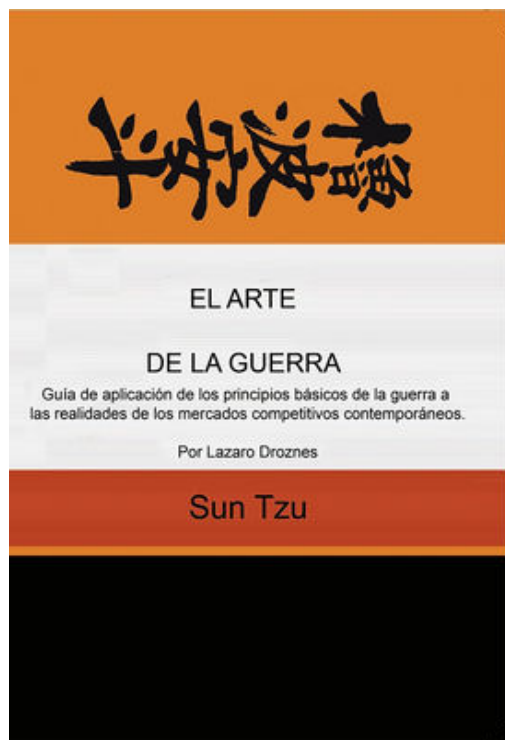 EL ARTE
DE LA GUERRA
Guía de aplicación de los principios básicos de la guerra a
las realidades de los mercados competitivos contemporáneos.
Por Lazaro Droznes
Sun Tzu